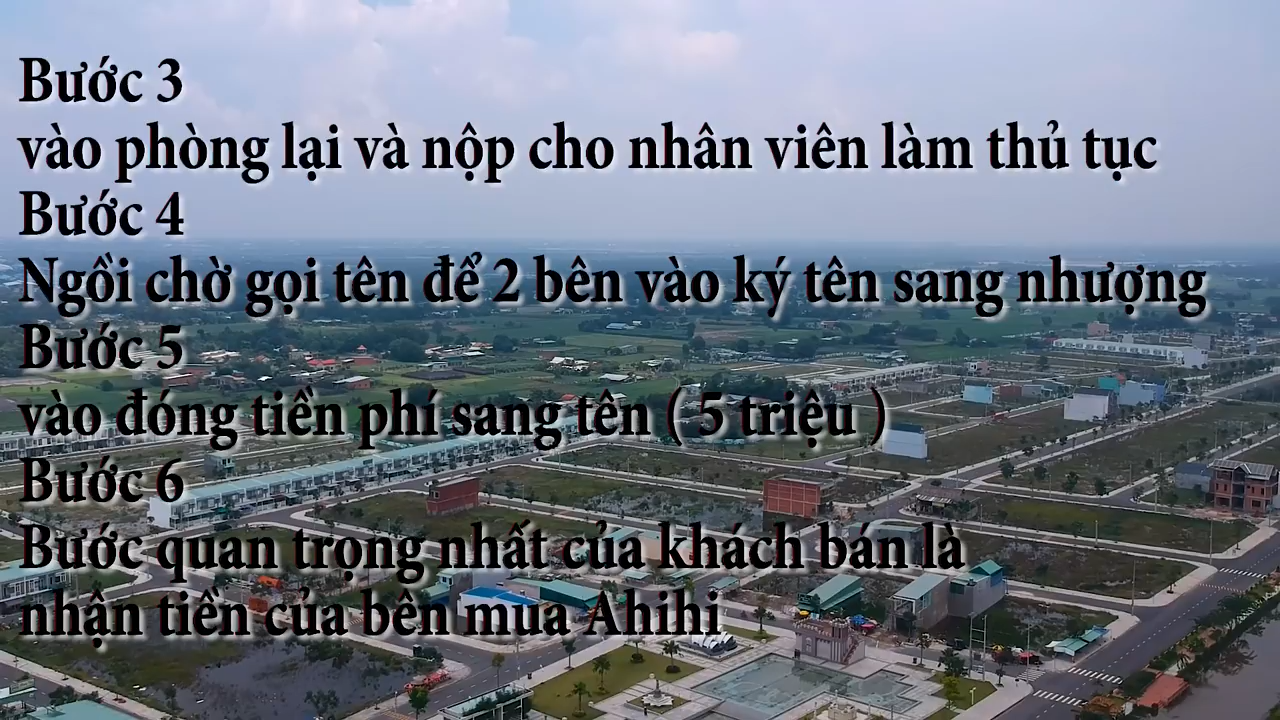 Bước 3
vào phòng lại và nộp cho nhân viên làm thủ tục
Bước 4
Ngồi chờ gọi tên để 2 bên vào ký tên sang nhượng
Bước 5
vào đóng tiền phí sang tên ( 5 triệu )
Bước 6
Bước quan trọng nhất của khách bán là
nhận tiền của bên mua Ahihi